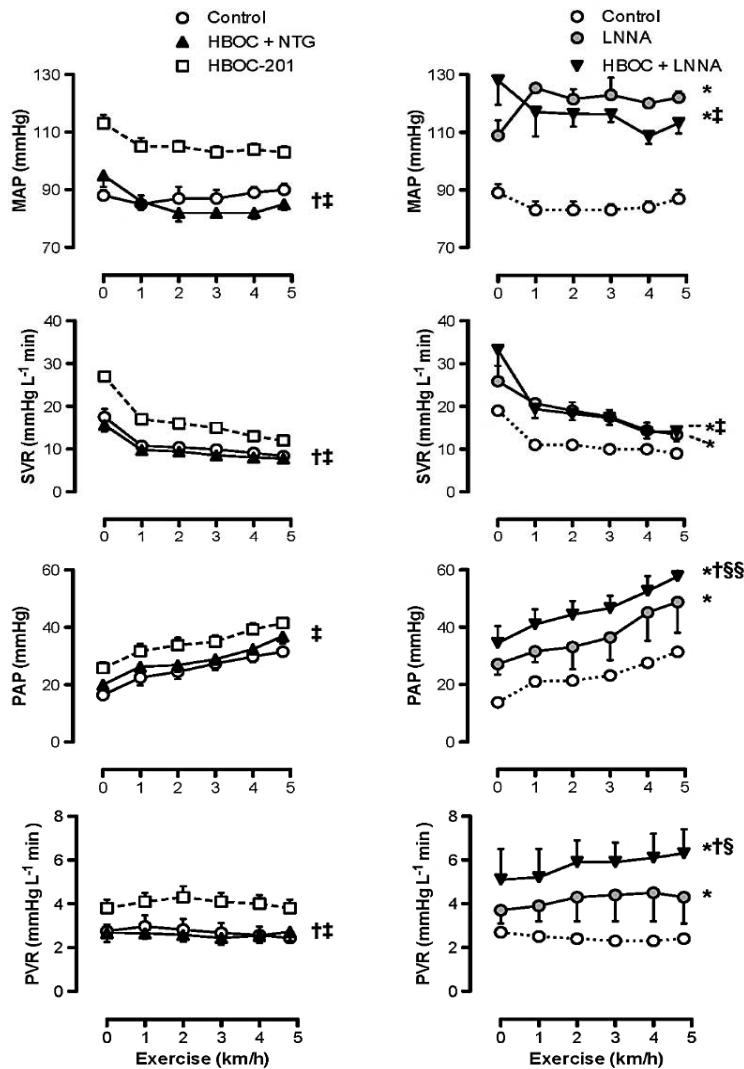 Control
HBOC + NTG
HBOC-201
Control
LNNA
HBOC + LNNA
MAP (mmHg)
130
110
90
70
†‡
0 1 2 3 4 5
MAP (mmHg)
130
110
90
70
*
*‡
0 1 2 3 4 5
SVR (mmHg L⁻¹ min)
40
30
20
10
0
†‡
0 1 2 3 4 5
SVR (mmHg L⁻¹ min)
40
30
20
10
0
*‡
*
0 1 2 3 4 5
PAP (mmHg)
60
40
20
0
‡
0 1 2 3 4 5
PAP (mmHg)
60
40
20
0
*†§§
*
0 1 2 3 4 5
PVR (mmHg L⁻¹ min )
8
6
4
2
0
†‡
0 1 2 3 4 5
Exercise (km/h)
PVR (mmHg L⁻¹ min )
8
6
4
2
0
*†§
*
0 1 2 3 4 5
Exercise (km/h)